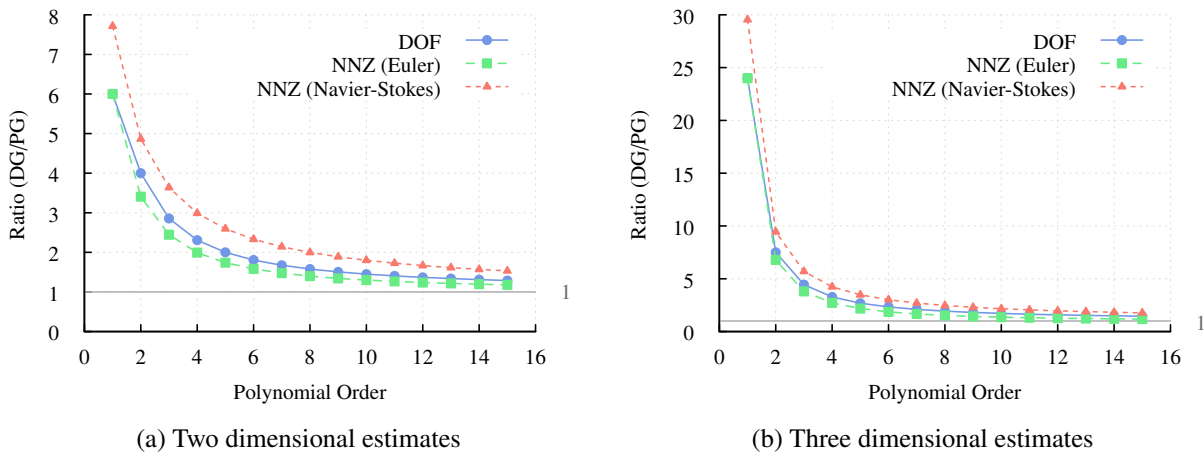 8
7
6
5
4
3
2
1
0
Ratio (DG/PG)
DOF
NNZ (Euler)
NNZ (Navier-Stokes)
1
0 2 4 6 8 10 12 14 16
Polynomial Order
(a) Two dimensional estimates
30
25
20
15
10
5
0
Ratio (DG/PG)
DOF
NNZ (Euler)
NNZ (Navier-Stokes)
1
0 2 4 6 8 10 12 14 16
Polynomial Order
(b) Three dimensional estimates